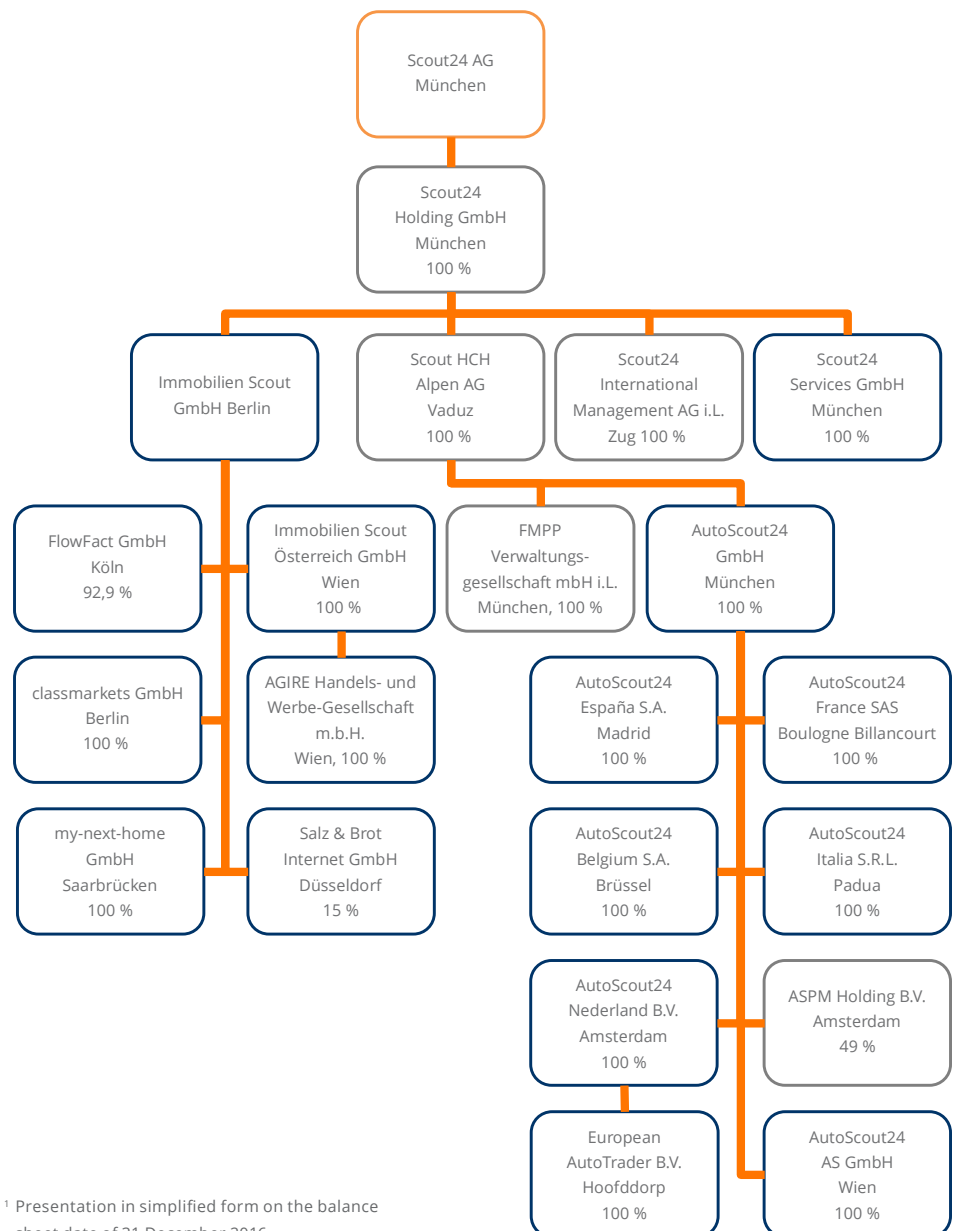 Scout24 AG
München
Scout24
Holding GmbH
München
100 %
Immobilien Scout
GmbH Berlin
Scout HCH
Alpen AG
Vaduz
100 %
Scout24
International
Management AG i.L.
Zug 100 %
Scout24
Services GmbH
München
100 %
FlowFact GmbH
Köln
92,9 %
Immobilien Scout
Österreich GmbH
Wien
100 %
FMPP
Verwaltungs-
gesellschaft mbH i.L.
München, 100 %
AutoScout24
GmbH
München
100 %
classmarkets GmbH
Berlin
100 %
AGIRE Handels- und
Werbe-Gesellschaft
m.b.H.
Wien, 100 %
AutoScout24
España S.A.
Madrid
100 %
AutoScout24
France SAS
Boulogne Billancourt
100 %
my-next-home
GmbH
Saarbrücken
100 %
Salz & Brot
Internet GmbH
Düsseldorf
15 %
AutoScout24
Belgium S.A.
Brüssel
100 %
AutoScout24
Italia S.R.L.
Padua
100 %
AutoScout24
Nederland B.V.
Amsterdam
100 %
ASPM Holding B.V.
Amsterdam
49 %
European
AutoTrader B.V.
Hoofddorp
100 %
AutoScout24
AS GmbH
Wien
100 %
¹ Presentation in simplified form on the balance
sheet date of 31 December 2016